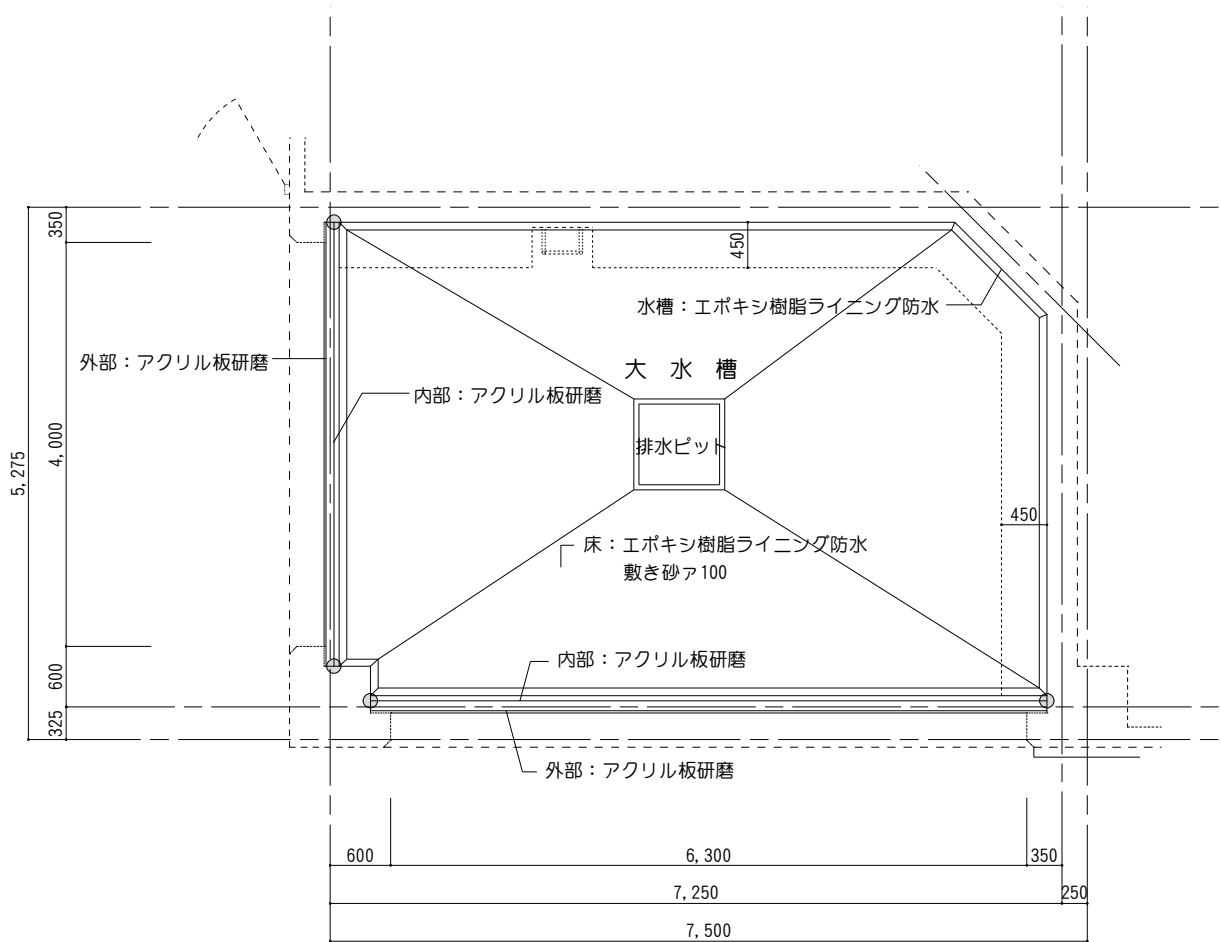 350
450
水槽：エポキシ樹脂ライニング防水
外部：アクリル板研磨
大 水 槽
内部：アクリル板研磨
4,000
5,275
排水ピット
450
床：エポキシ樹脂ライニング防水
敷き砂ァ100
内部：アクリル板研磨
600
325
外部：アクリル板研磨
600
6,300
350
7,250
250
7,500